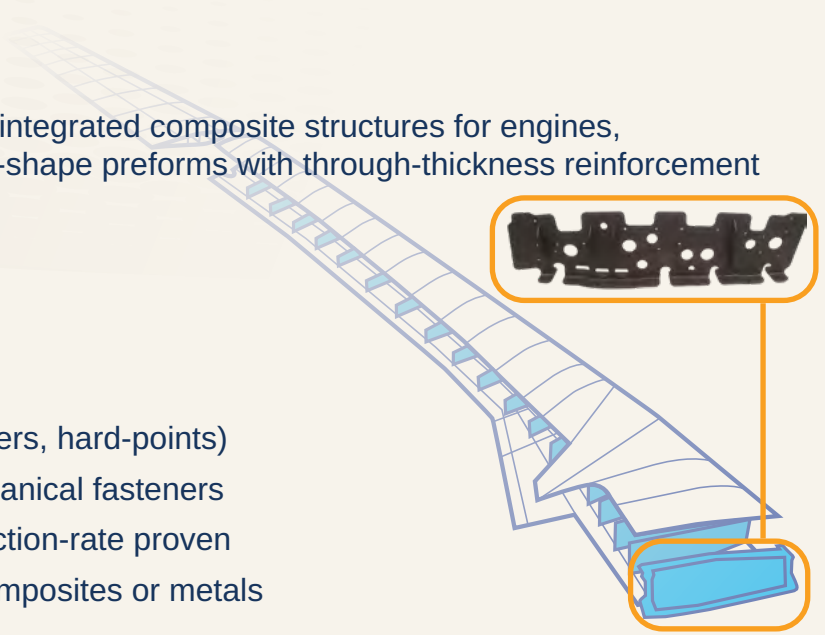 integrated composite structures for engines,
-shape preforms with through-thickness reinforcement
ers, hard-points)
anical fasteners
ction-rate proven
mposites or metals